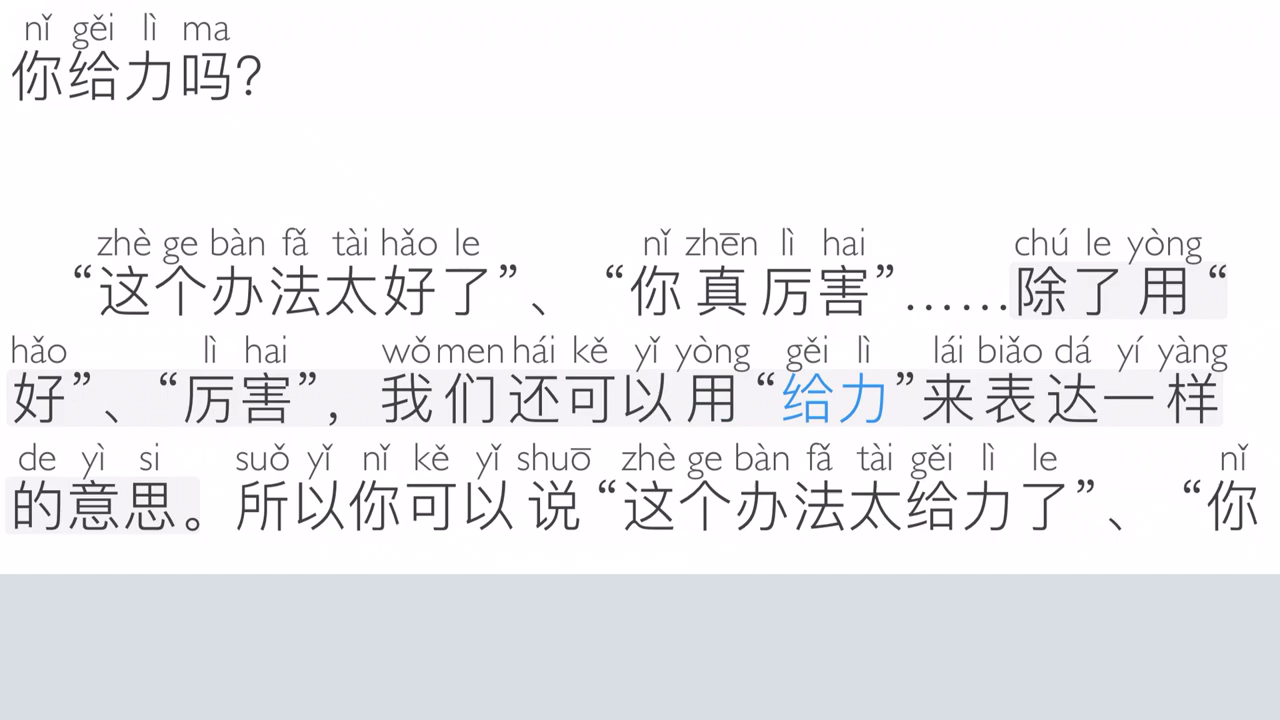 nǐ gěi lì ma
你给力吗?
zhè ge bàn fǎ tài hǎo le nǐ zhēn lì hai chú le yòng
“这个办法太好了”、“你真厉害”……除了用“
hǎo lì hai wǒ men hái kě yǐ yòng gěi lì lái biǎo dá yí yàng
好”、“厉害”，我们还可以用“给力”来表达一样
de yì si suǒ yǐ nǐ kě yǐ shuō zhè ge bàn fǎ tài gěi lì le nǐ
的意思。所以你可以说“这个办法太给力了”、“你